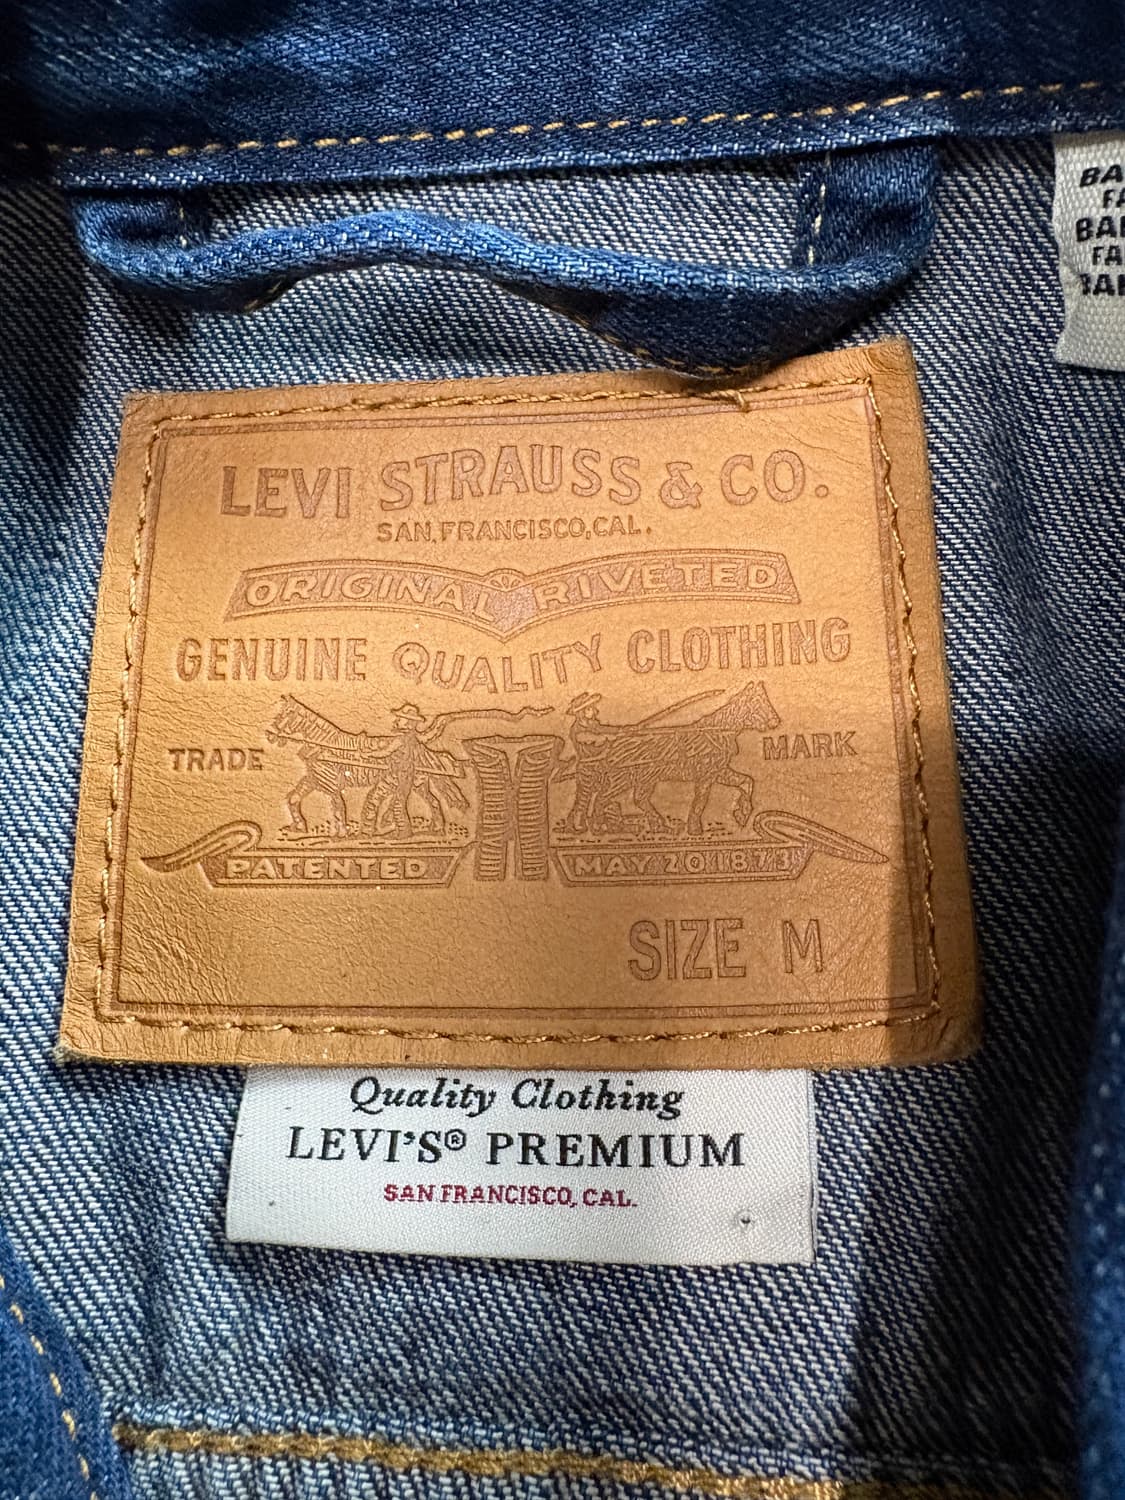 LEVI STRAUSS & CO.
SAN FRANCISCO, CAL.
ORIGINAL RIVETED
GENUINE QUALITY CLOTHING
TRADE MARK
PATENTED MAY 20 1873
SIZE M
Quality Clothing
LEVI'S® PREMIUM
SAN FRANCISCO, CAL.